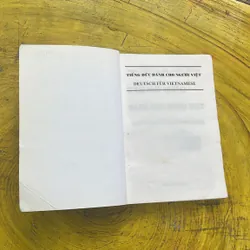 TIẾNG ĐỨC DÀNH CHO NGƯỜI VIỆT
DEUTSCH FÜR VIETNAMESE